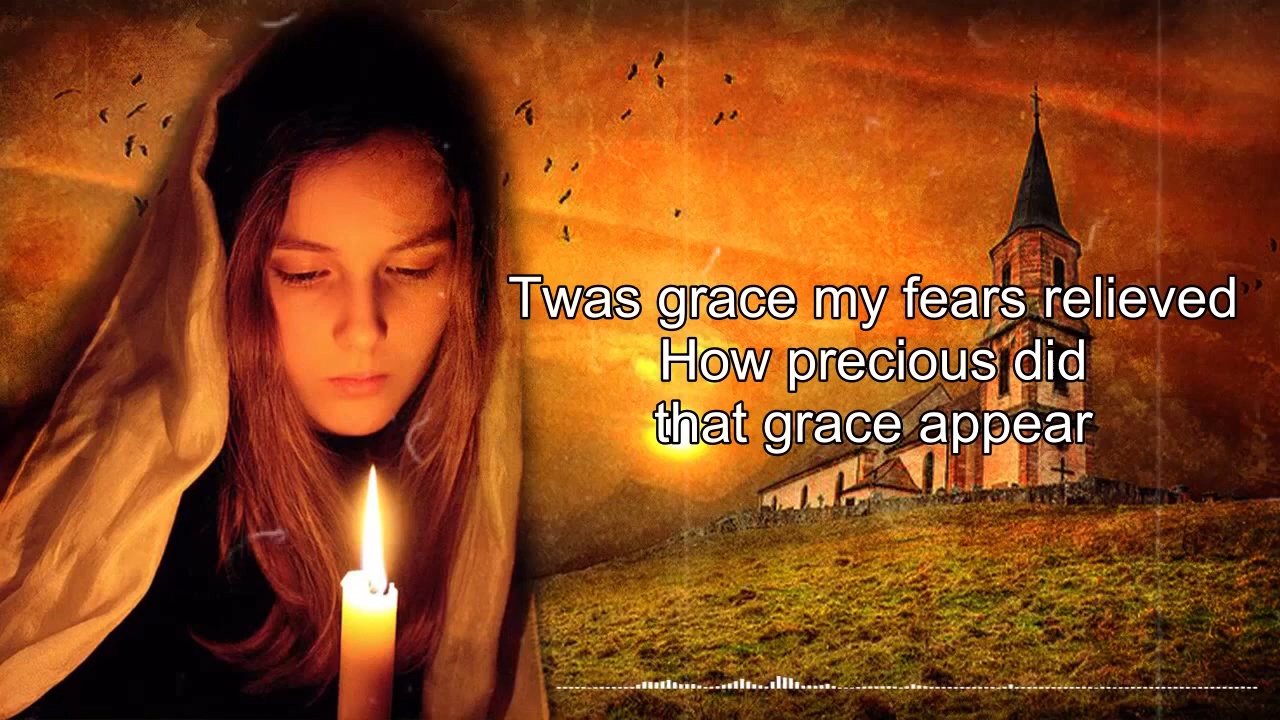 Twas grace my fears relieved
How precious did
that grace appear